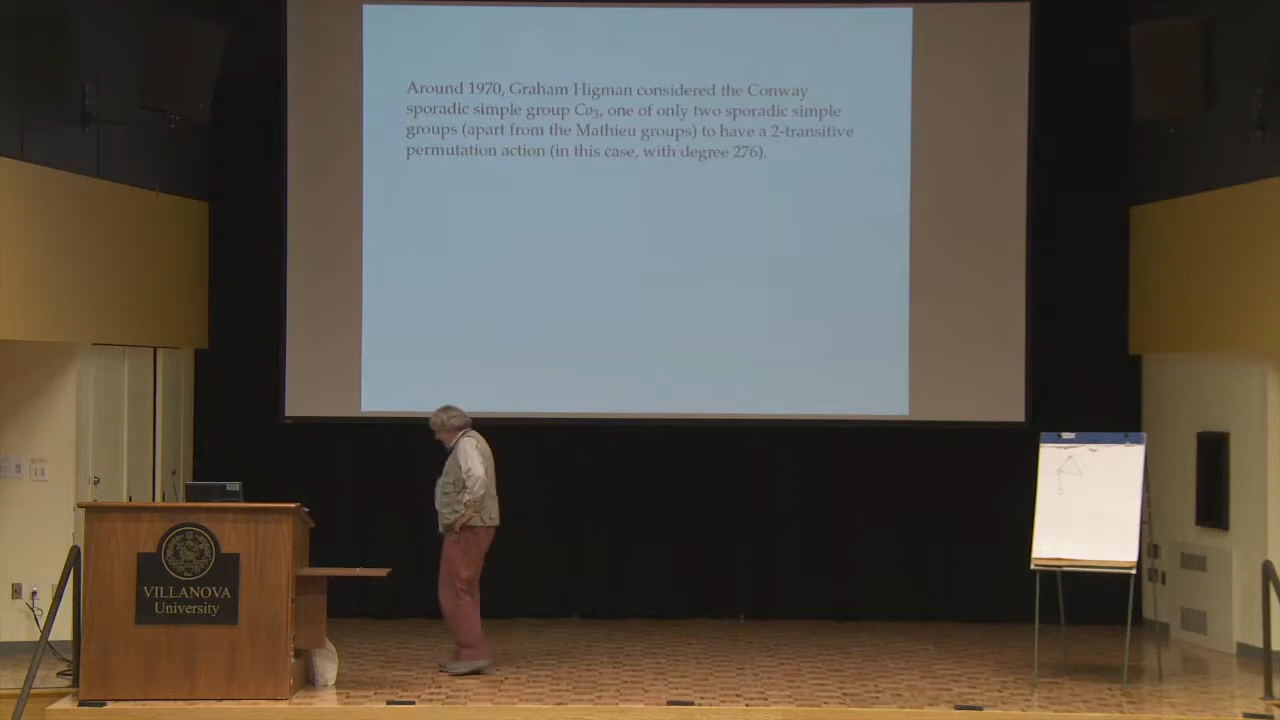 Around 1970, Graham Higman considered the Conway
sporadic simple group Co₃, one of only two sporadic simple
groups (apart from the Mathieu groups) to have a 2-transitive
permutation action (in this case, with degree 276).
VILLANOVA
University